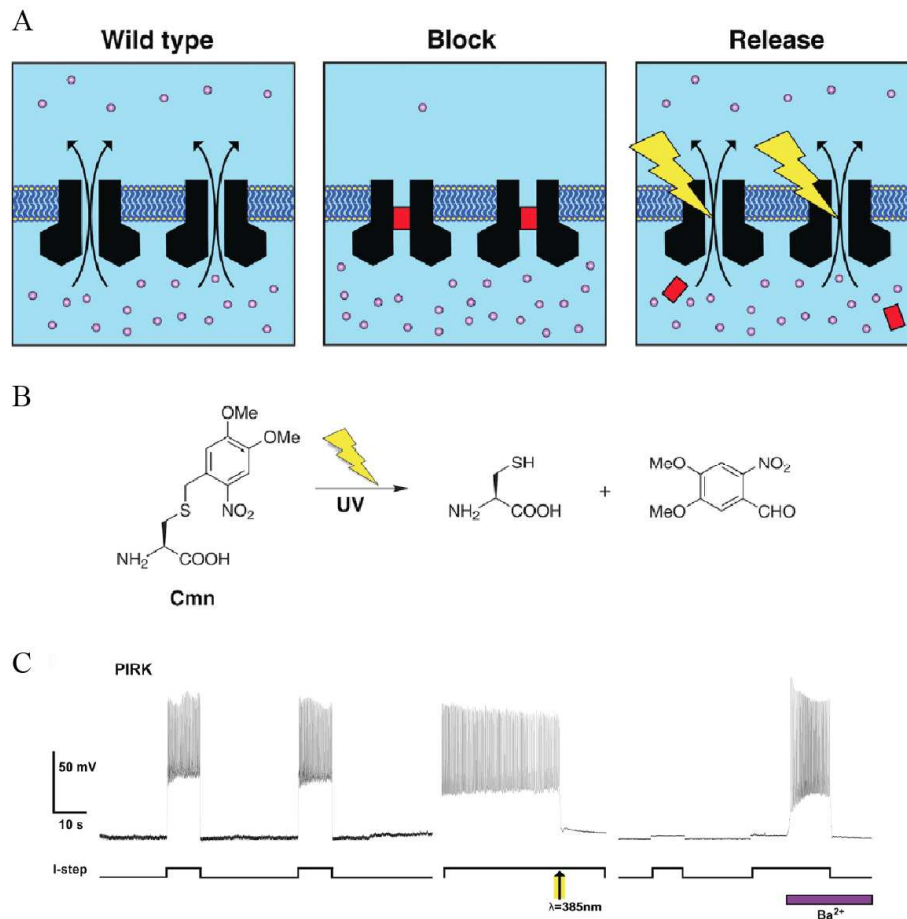 A
Wild type
Block
Release
B
OMe
OMe
NO₂
S
NH₂
COOH
Cmn
UV
SH
NH₂
COOH
+
MeO
MeO
NO₂
CHO
C
PIRK
50 mV
10 s
I-step
λ=385nm
Ba²⁺